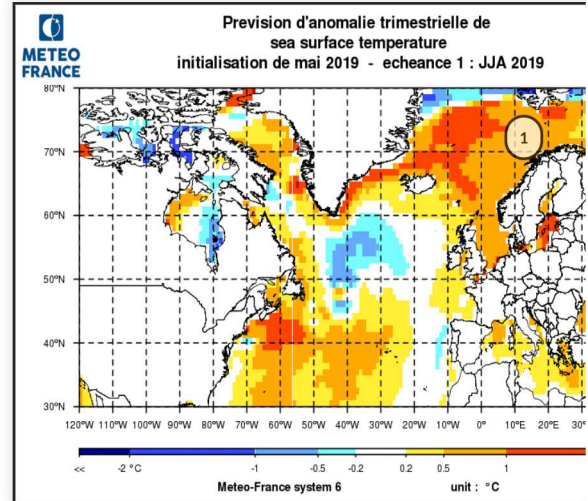 METEO
FRANCE
Prevision d'anomalie trimestrielle de
sea surface temperature
initialisation de mai 2019 - echeance 1 : JJA 2019
80°N
70°N
60°N
50°N
40°N
30°N
1
120°W 110°W 100°W 90°W 80°W 70°W 60°W 50°W 40°W 30°W 20°W 10°W 0° 10°E 20°E 30
<< -2 °C -1 -0.5 -0.2 0.2 0.5 1
Meteo-France system 6 unit : °C